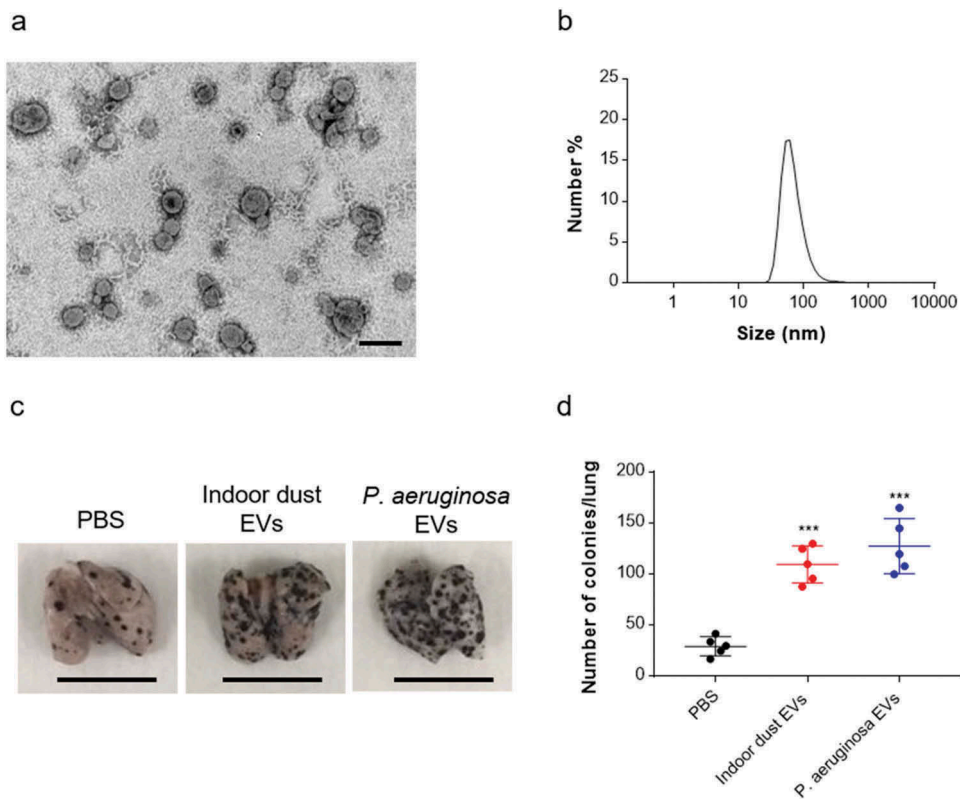 a
b
25
20
15
10
5
0
Number %
1 10 100 1000 10000
Size (nm)
c
PBS
Indoor dust
EVs
P. aeruginosa
EVs
d
200
150
100
50
0
Number of colonies/lung
***
***
PBS
Indoor dust EVs
P. aeruginosa EVs